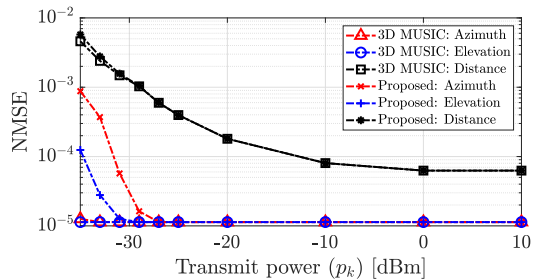 10^{-2}
10^{-3}
10^{-4}
10^{-5}
NMSE
3D MUSIC: Azimuth
3D MUSIC: Elevation
3D MUSIC: Distance
Proposed: Azimuth
Proposed: Elevation
Proposed: Distance
-30 -20 -10 0 10
Transmit power (p_k) [dBm]